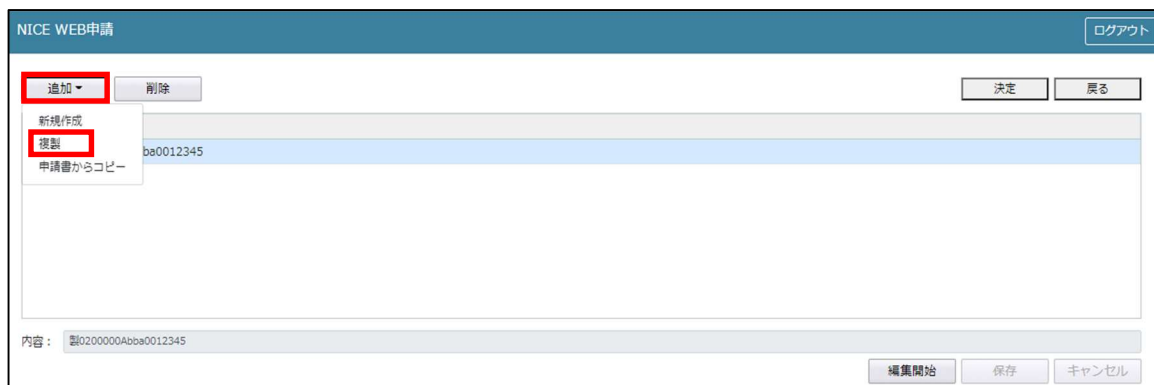 NICE WEB申請
ログアウト
追加
削除
決定
戻る
新規作成
複製
ba0012345
申請書からコピー
内容：
製0200000Abba0012345
編集開始
保存
キャンセル